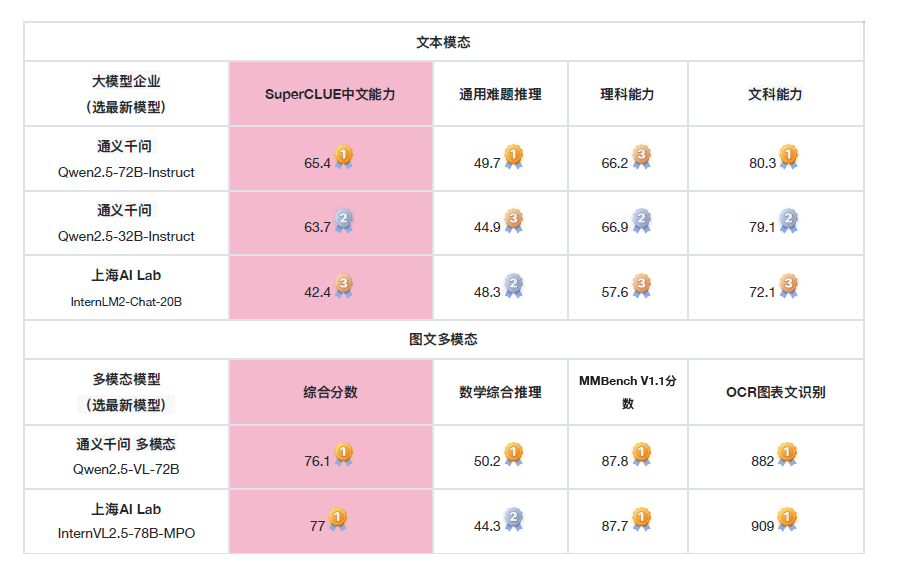 文本模态
大模型企业
（选最新模型）
SuperCLUE中文能力
通用难题推理
理科能力
文科能力
通义千问
Qwen2.5-72B-Instruct
65.4 1
49.7 1
66.2 3
80.3 1
通义千问
Qwen2.5-32B-Instruct
63.7 2
44.9 3
66.9 2
79.1 2
上海AI Lab
InternLM2-Chat-20B
42.4 3
48.3 2
57.6 3
72.1 3
图文多模态
多模态模型
（选最新模型）
综合分数
数学综合推理
MMBench V1.1分
数
OCR图表文识别
通义千问 多模态
Qwen2.5-VL-72B
76.1 1
50.2 1
87.8 1
882 1
上海AI Lab
InternVL2.5-78B-MPO
77 1
44.3 2
87.7 1
909 1